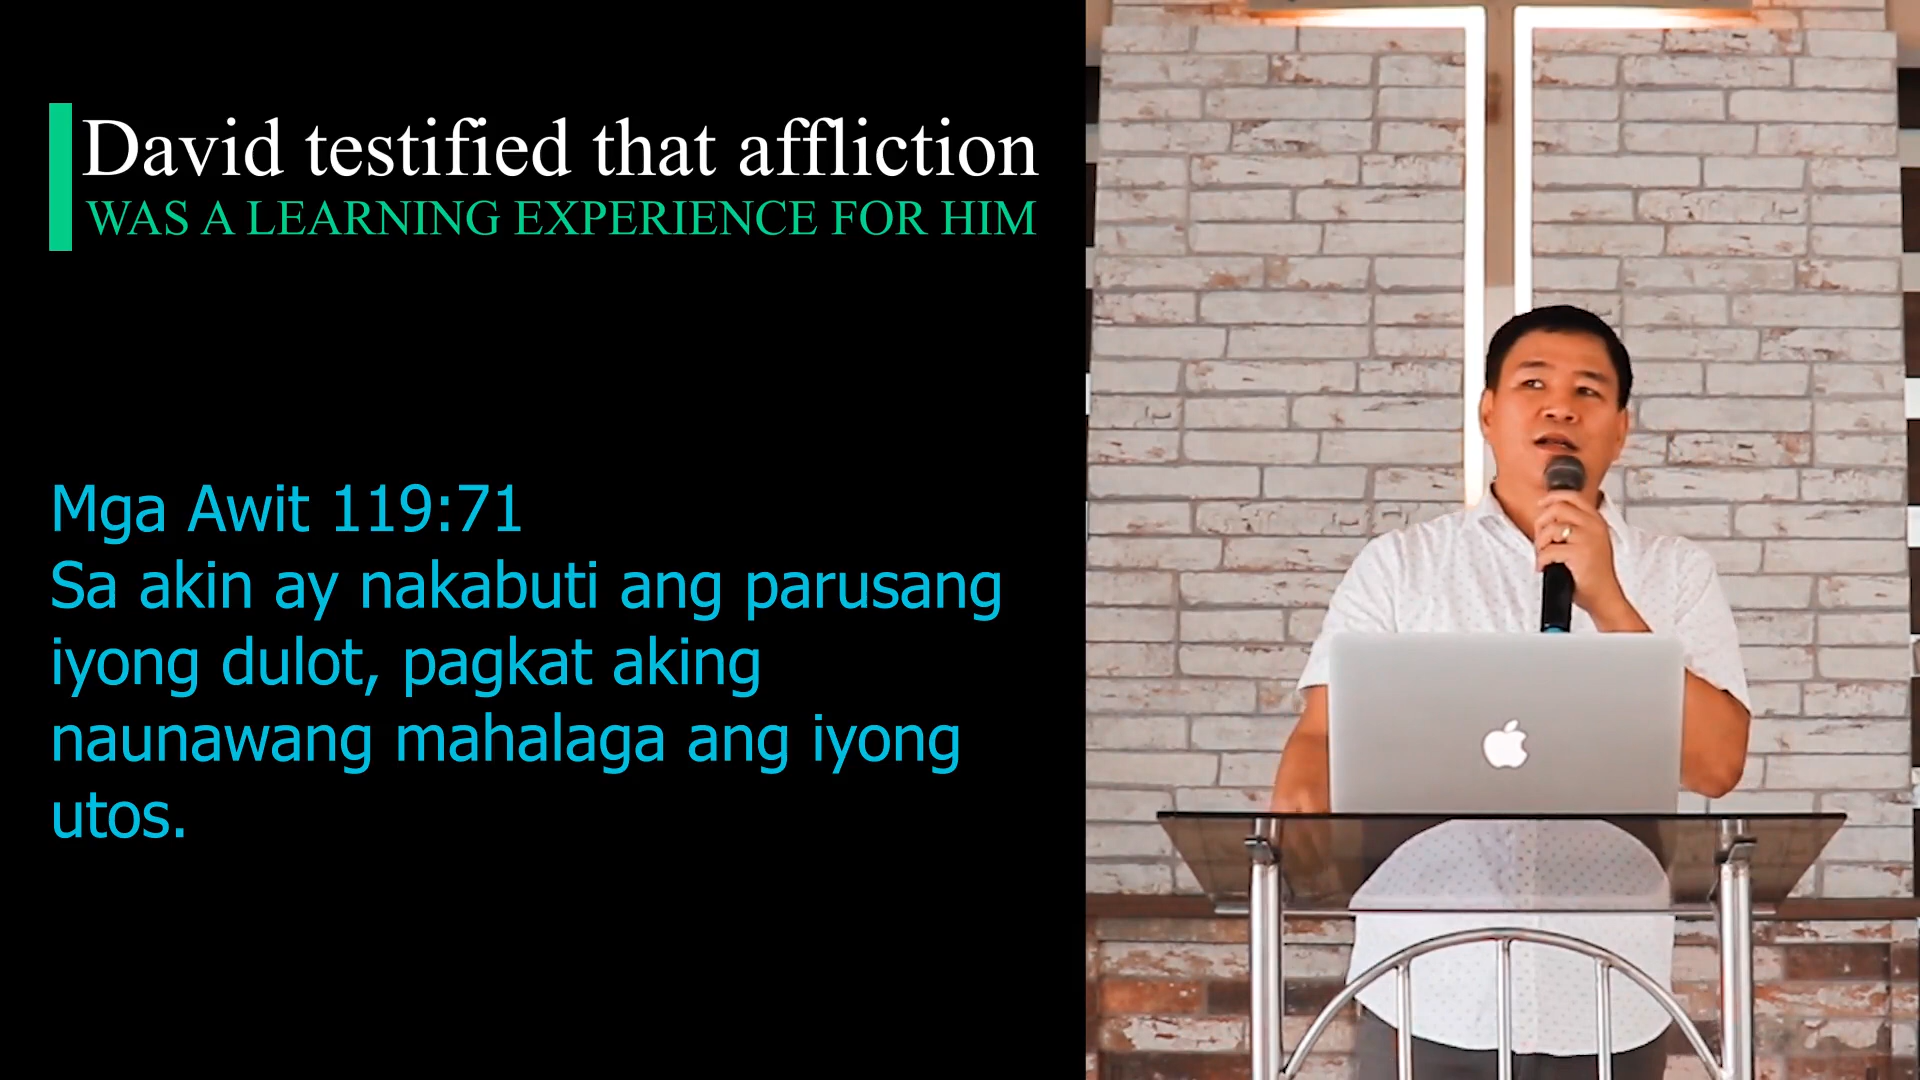 David testified that affliction
WAS A LEARNING EXPERIENCE FOR HIM
Mga Awit 119:71
Sa akin ay nakabuti ang parusang
iyong dulot, pagkat aking
naunawang mahalaga ang iyong
utos.